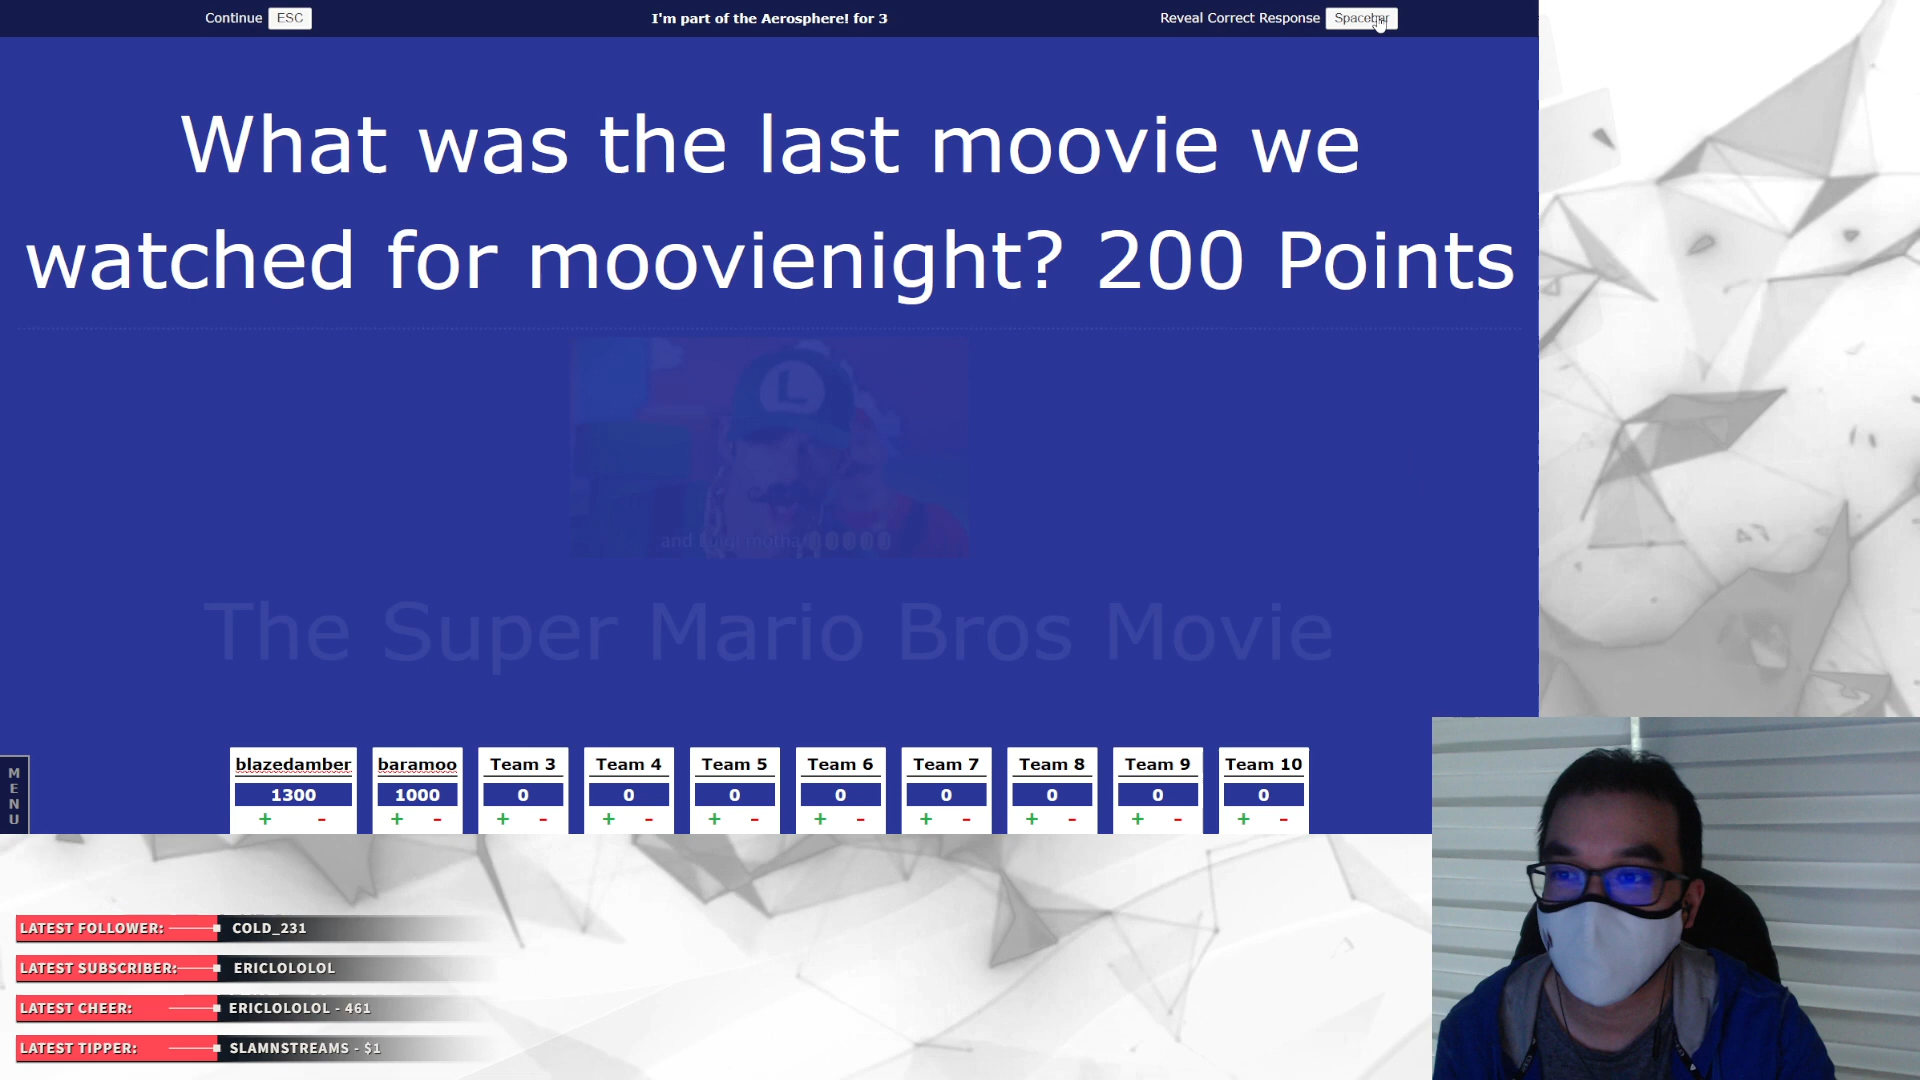 Continue ESC
I'm part of the Aerosphere! for 3
Reveal Correct Response Spacebar
What was the last moovie we
watched for moovienight? 200 Points
The Super Mario Bros Movie
MENU
blazedamber baramoo Team 3 Team 4 Team 5 Team 6 Team 7 Team 8 Team 9 Team 10
1300 1000 0 0 0 0 0 0 0 0
+ - + - + - + - + - + - + - + - + - + -
LATEST FOLLOWER: COLD_231
LATEST SUBSCRIBER: ERICLOLOLOL
LATEST CHEER: ERICLOLOLOL - 461
LATEST TIPPER: SLAMNSTREAMS - $1